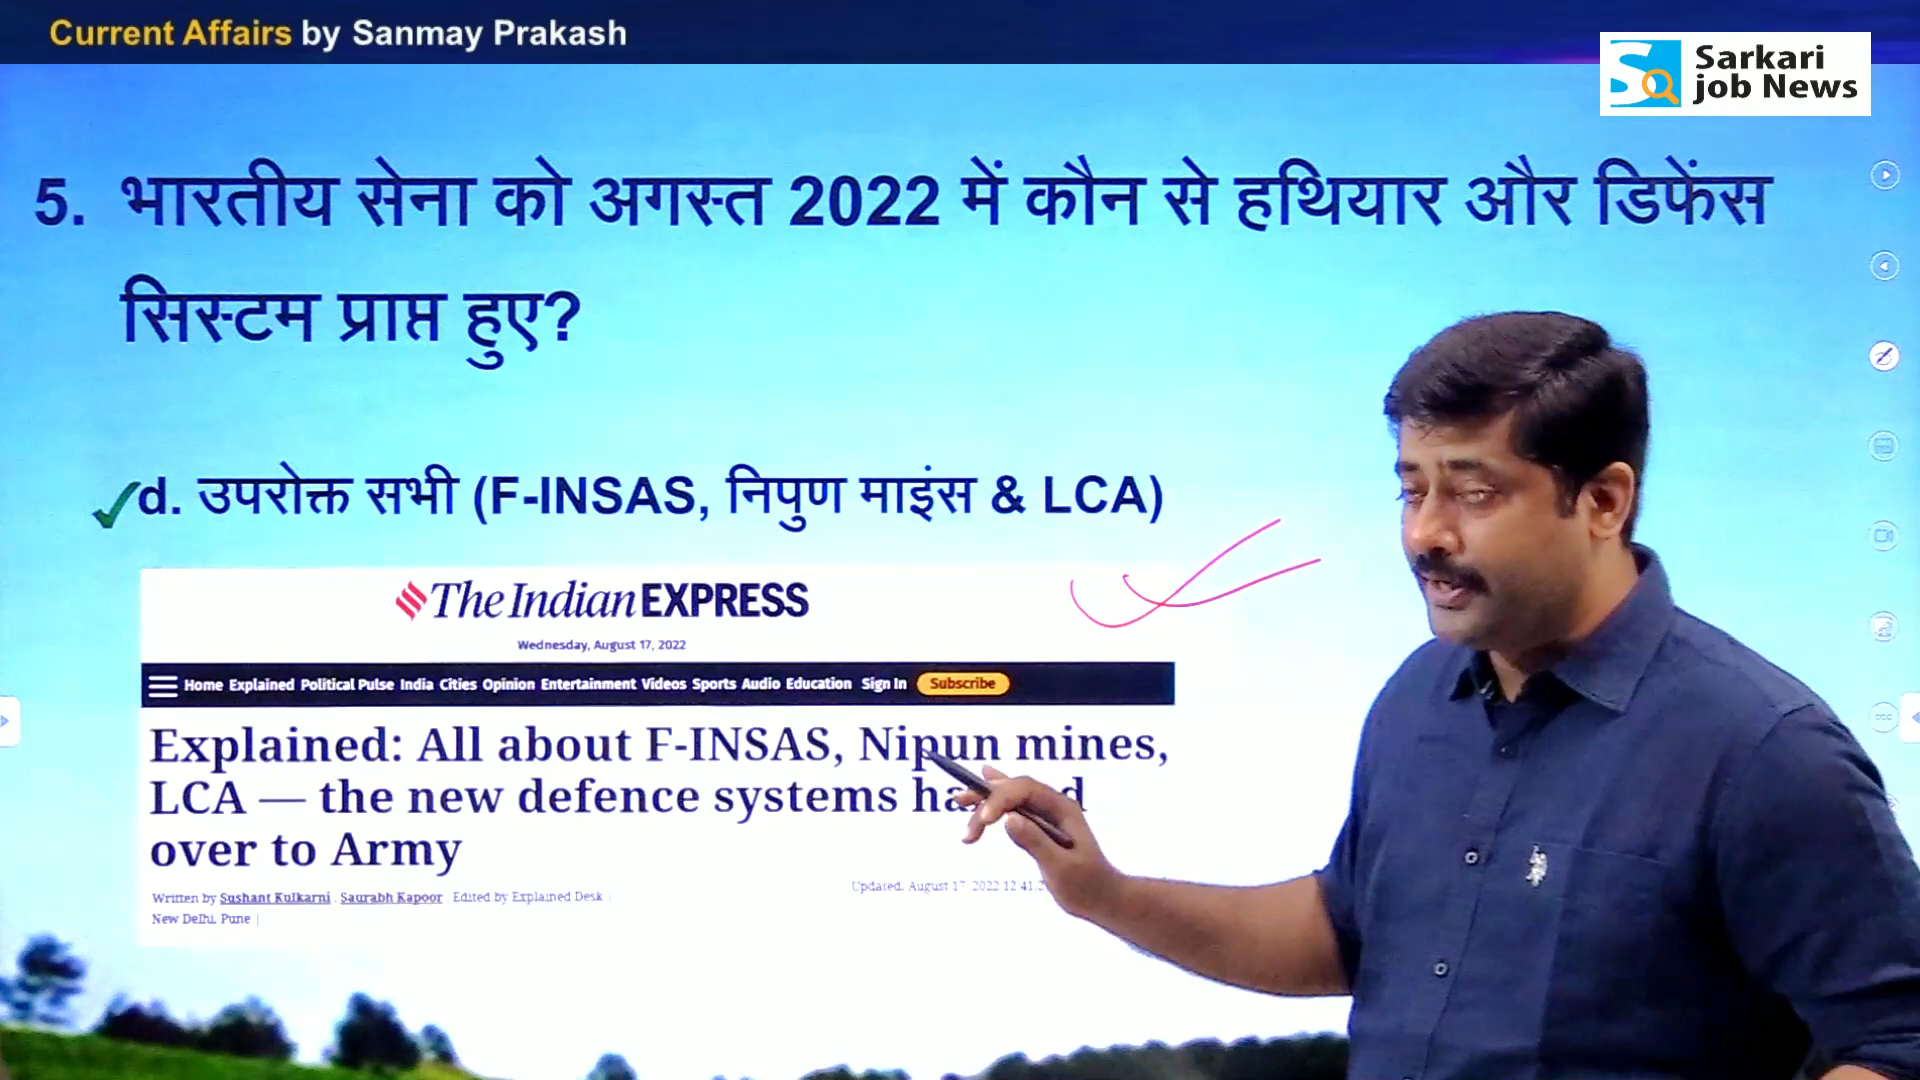 Current Affairs by Sanmay Prakash
Sarkari
job News
5. भारतीय सेना को अगस्त 2022 में कौन से हथियार और डिफेंस
सिस्टम प्राप्त हुए?
d. उपरोक्त सभी (F-INSAS, निपुण माइंस & LCA)
The Indian EXPRESS
Wednesday, August 17, 2022
Home Explained Political Pulse India Cities Opinion Entertainment Videos Sports Audio Education Sign In Subscribe
Explained: All about F-INSAS, Nipun mines,
LCA — the new defence systems
over to Army
Written by Sushant Kulkarni, Saurabh Kapoor. Edited by Explained Desk |
New Delhi, Pune |
Updated: August 17, 2022 12:41: